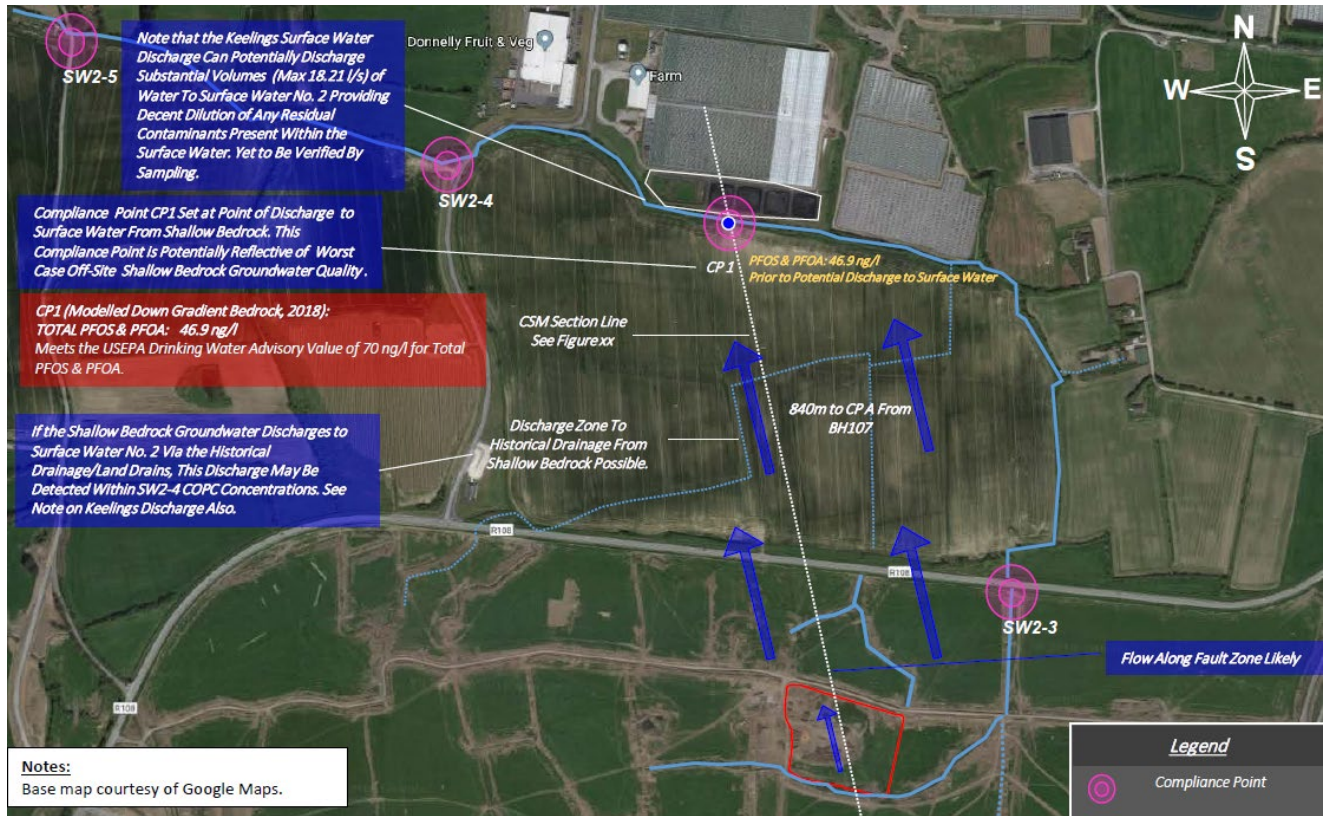 Note that the Keelings Surface Water
Discharge Can Potentially Discharge
Substantial Volumes (Max 18.21 l/s) of
Water To Surface Water No. 2 Providing
Decent Dilution of Any Residual
Contaminants Present Within the
Surface Water. Yet to Be Verified By
Sampling.
SW2-5
Donnelly Fruit & Veg
Farm
N
W
E
S
SW2-4
Compliance Point CP1 Set at Point of Discharge to
Surface Water From Shallow Bedrock. This
Compliance Point is Potentially Reflective of Worst
Case Off-Site Shallow Bedrock Groundwater Quality.
CP 1
PFOS & PFOA: 46.9 ng/l
Prior to Potential Discharge to Surface Water
CP1 (Modelled Down Gradient Bedrock, 2018):
TOTAL PFOS & PFOA: 46.9 ng/l
Meets the USEPA Drinking Water Advisory Value of 70 ng/l for Total
PFOS & PFOA.
CSM Section Line
See Figure xx
840m to CP A From
BH107
Discharge Zone To
Historical Drainage From
Shallow Bedrock Possible.
If the Shallow Bedrock Groundwater Discharges to
Surface Water No. 2 Via the Historical
Drainage/Land Drains, This Discharge May Be
Detected Within SW2-4 COPC Concentrations. See
Note on Keelings Discharge Also.
R108
R108
SW2-3
Flow Along Fault Zone Likely
R108
Notes:
Base map courtesy of Google Maps.
Legend
Compliance Point